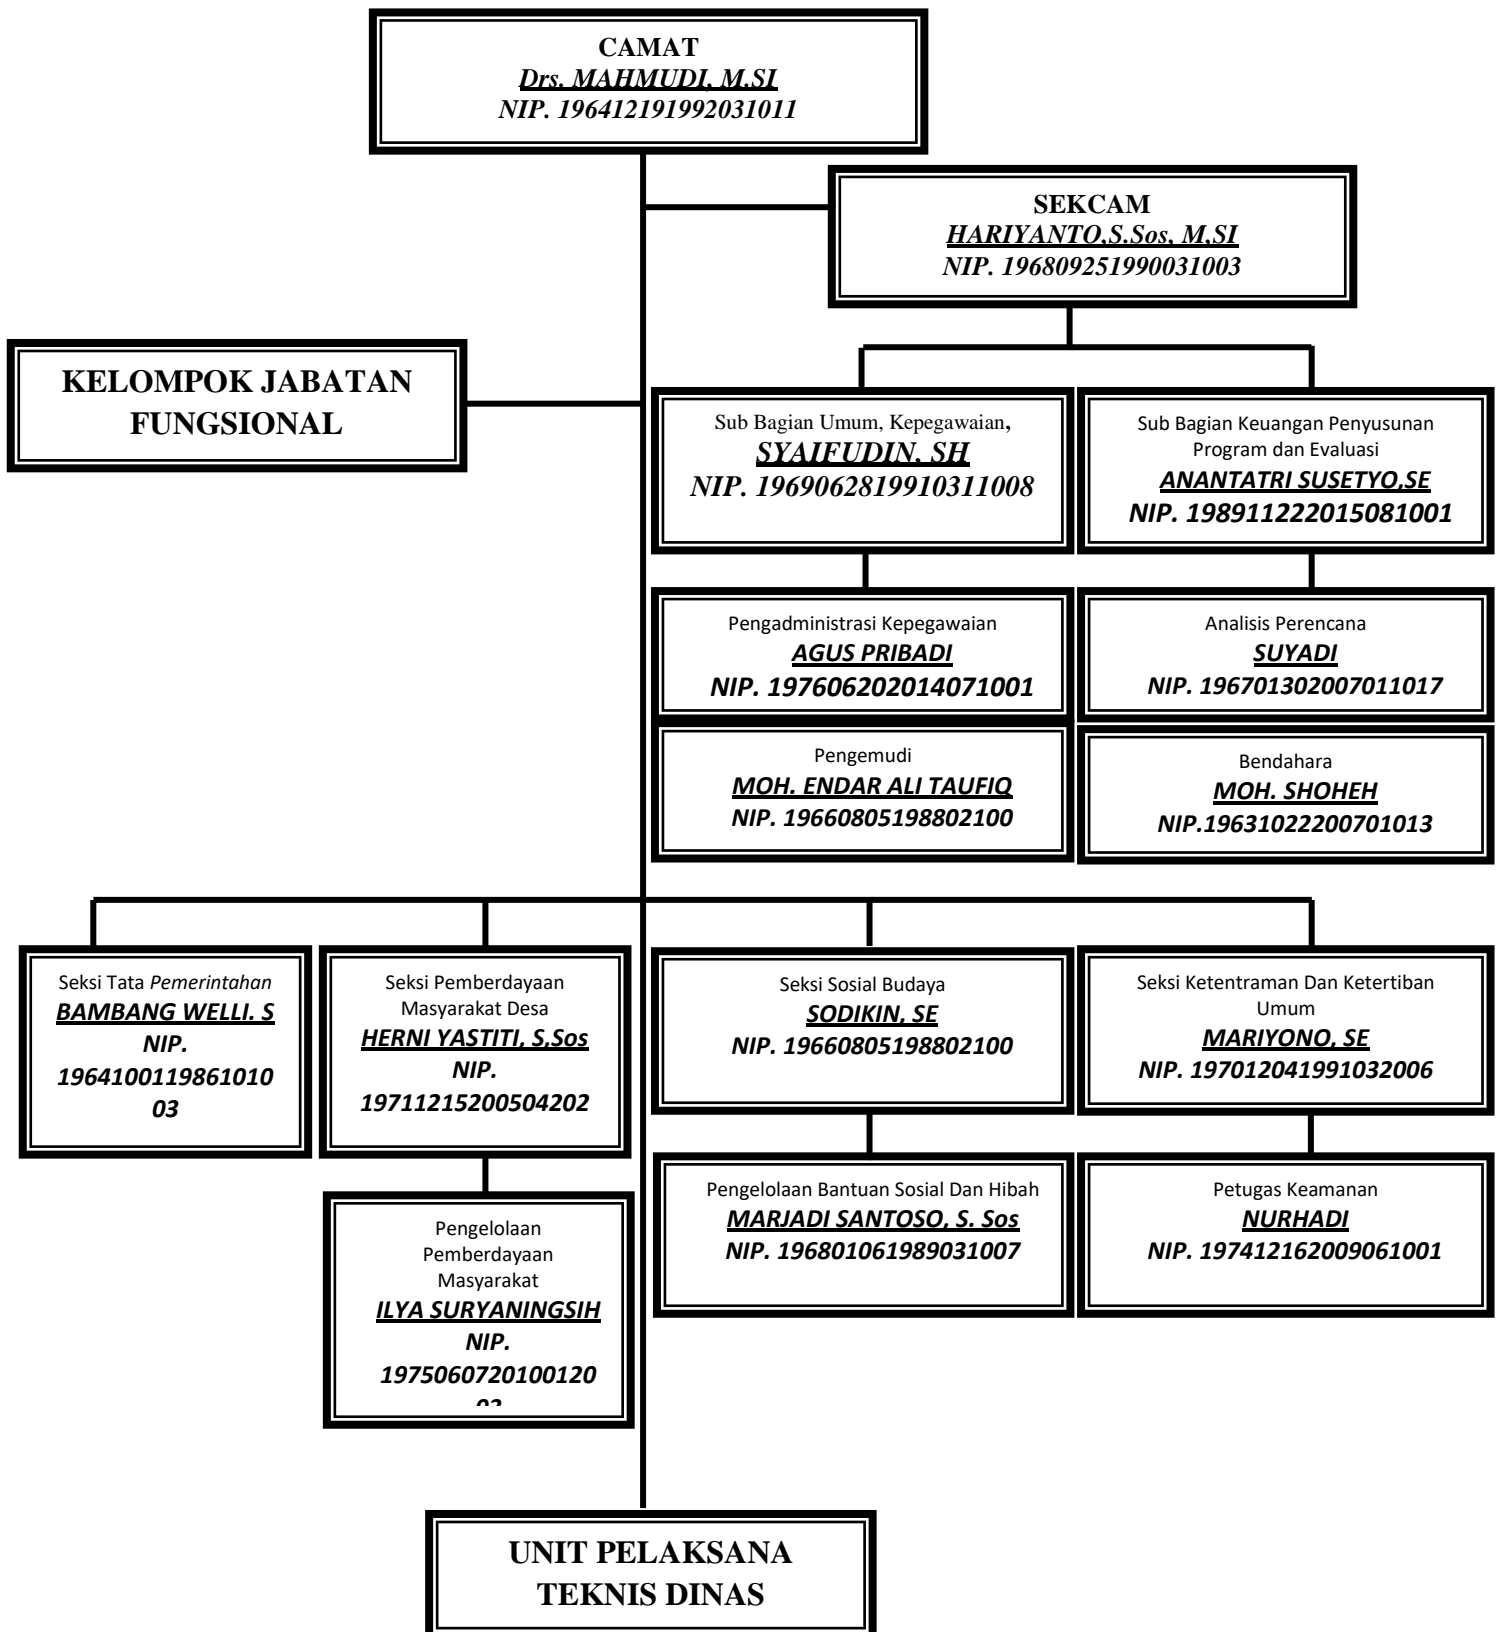 CAMAT
Drs. MAHMUDI, M.SI
NIP. 196412191992031011
SEKCAM
HARIYANTO,S.Sos, M,SI
NIP. 196809251990031003
KELOMPOK JABATAN
FUNGSIONAL
Sub Bagian Umum, Kepegawaian,
SYAIFUDIN, SH
NIP. 1969062819910311008
Sub Bagian Keuangan Penyusunan
Program dan Evaluasi
ANANTATRI SUSETYO,SE
NIP. 198911222015081001
Pengadministrasi Kepegawaian
AGUS PRIBADI
NIP. 197606202014071001
Analisis Perencana
SUYADI
NIP. 196701302007011017
Pengemudi
MOH. ENDAR ALI TAUFIQ
NIP. 19660805198802100
Bendahara
MOH. SHOHEH
NIP.19631022200701013
Seksi Tata Pemerintahan
BAMBANG WELLI. S
NIP.
1964100119861010
03
Seksi Pemberdayaan
Masyarakat Desa
HERNI YASTITI, S,Sos
NIP.
19711215200504202
Seksi Sosial Budaya
SODIKIN, SE
NIP. 19660805198802100
Seksi Ketentraman Dan Ketertiban
Umum
MARIYONO, SE
NIP. 197012041991032006
Pengelolaan
Pemberdayaan
Masyarakat
ILYA SURYANINGSIH
NIP.
1975060720100120
Pengelolaan Bantuan Sosial Dan Hibah
MARJADI SANTOSO, S. Sos
NIP. 196801061989031007
Petugas Keamanan
NURHADI
NIP. 197412162009061001
UNIT PELAKSANA
TEKNIS DINAS